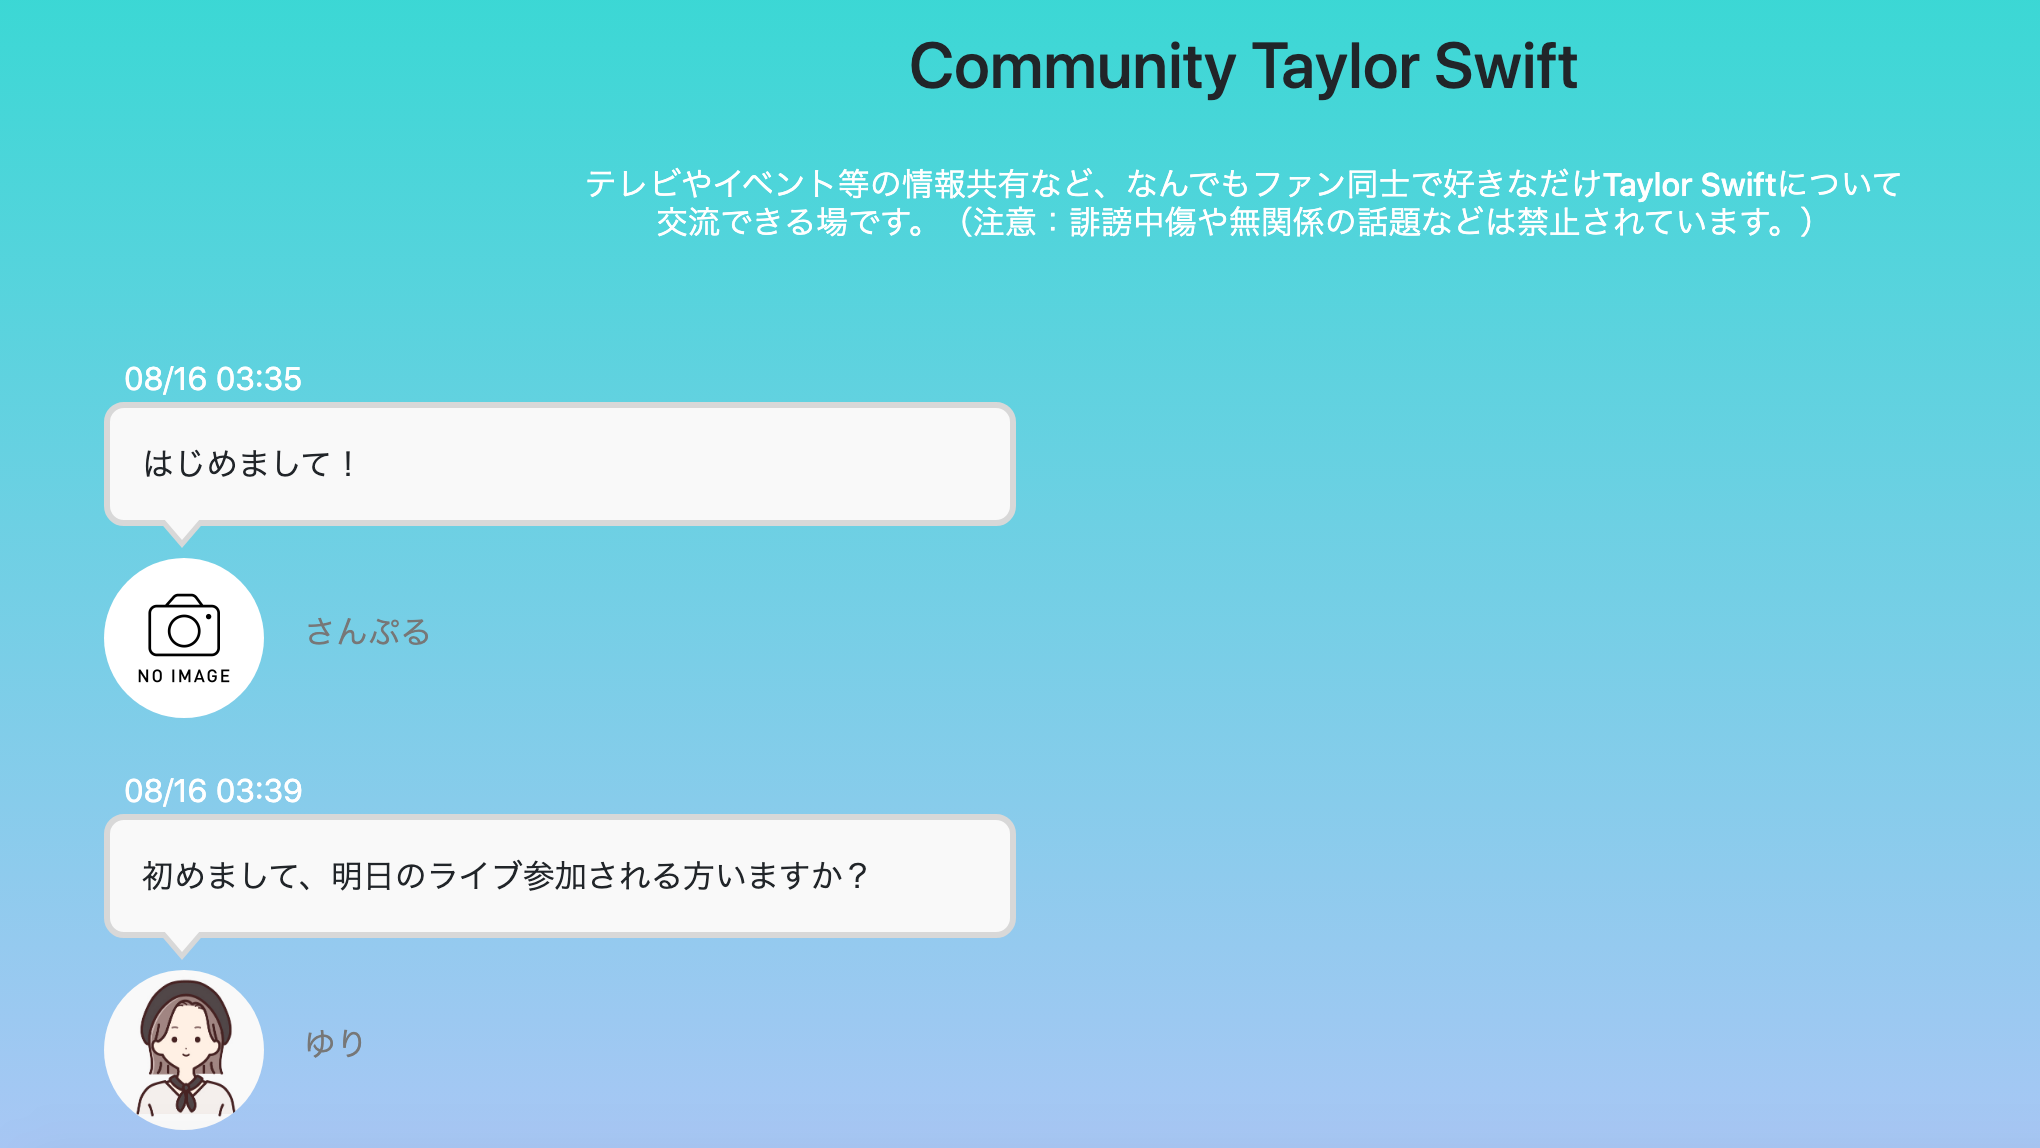 Community Taylor Swift
テレビやイベント等の情報共有など、なんでもファン同士で好きなだけTaylor Swiftについて
交流できる場です。（注意：誹謗中傷や無関係の話題などは禁止されています。）
08/16 03:35
はじめまして！
NO IMAGE
さんぷる
08/16 03:39
初めまして、明日のライブ参加される方いますか？
ゆり